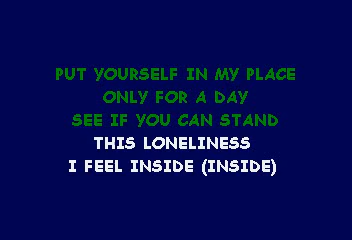 PUT YOURSELF IN MY PLACE
ONLY FOR A DAY
SEE IF YOU CAN STAND
THIS LONELINESS
I FEEL INSIDE (INSIDE)